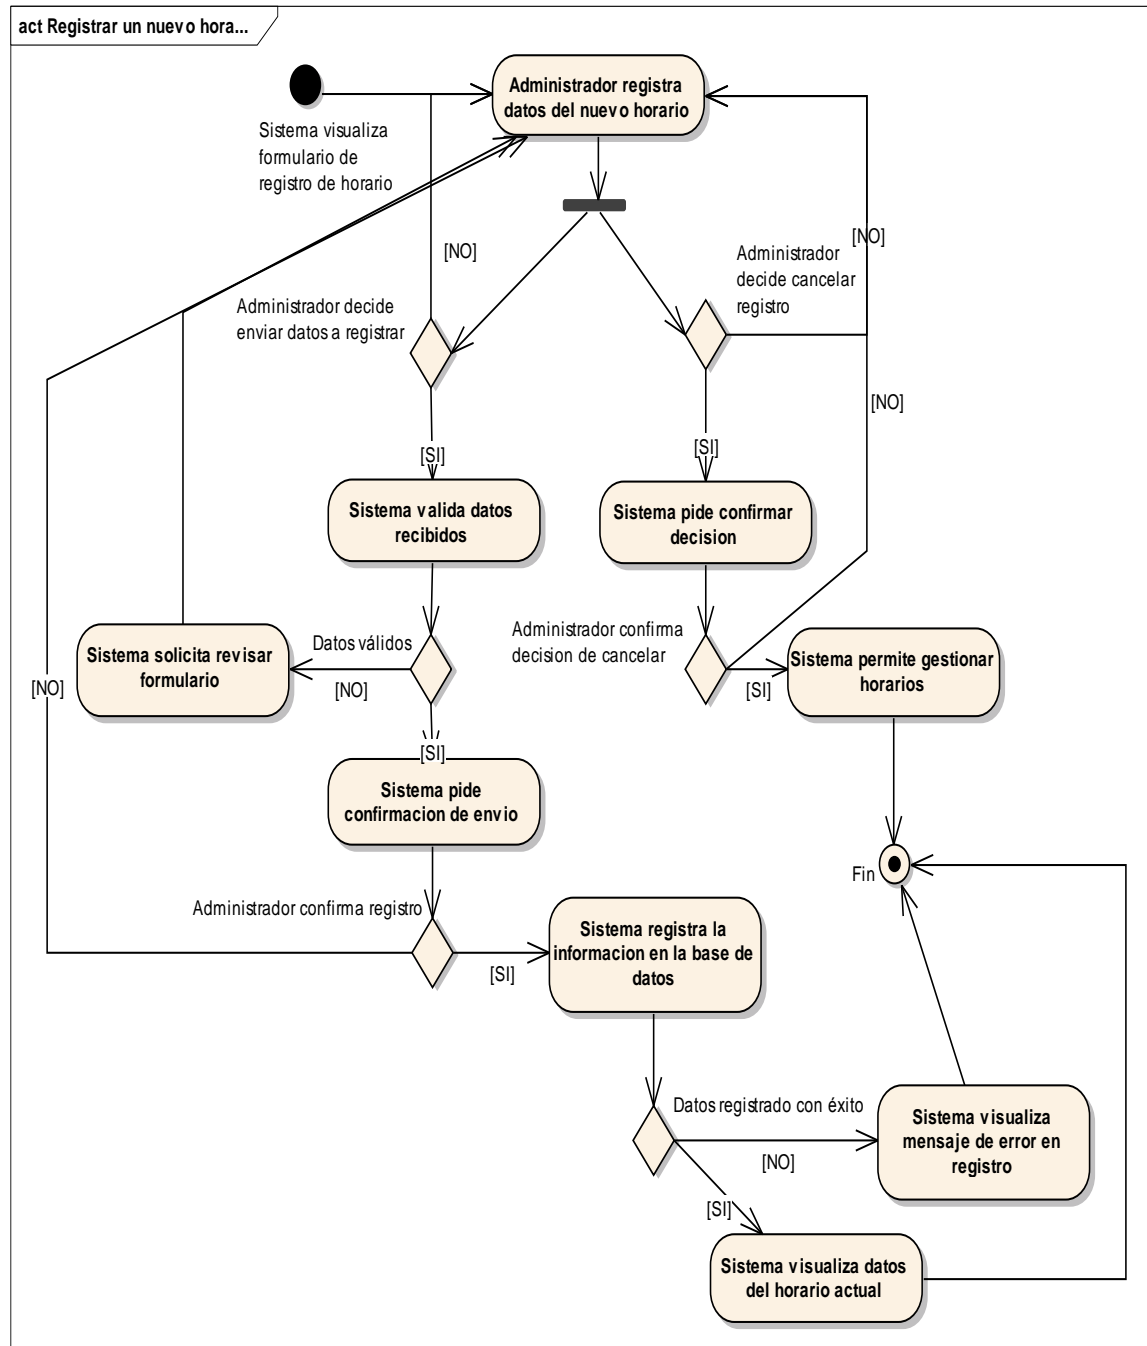 act Registrar un nuevo hora...
Administrador registra
datos del nuevo horario
Sistema visualiza
formulario de
registro de horario
[NO]
[NO]
Administrador
decide cancelar
registro
Administrador decide
enviar datos a registrar
[NO]
[SI]
[SI]
Sistema valida datos
recibidos
Sistema pide confirmar
decision
Administrador confirma
decision de cancelar
Datos válidos
Sistema solicita revisar
formulario
[NO]
[NO]
Sistema permite gestionar
horarios
[SI]
[SI]
Sistema pide
confirmacion de envio
Fin
Administrador confirma registro
Sistema registra la
informacion en la base de
datos
[SI]
Datos registrado con éxito
Sistema visualiza
mensaje de error en
registro
[NO]
[SI]
Sistema visualiza datos
del horario actual